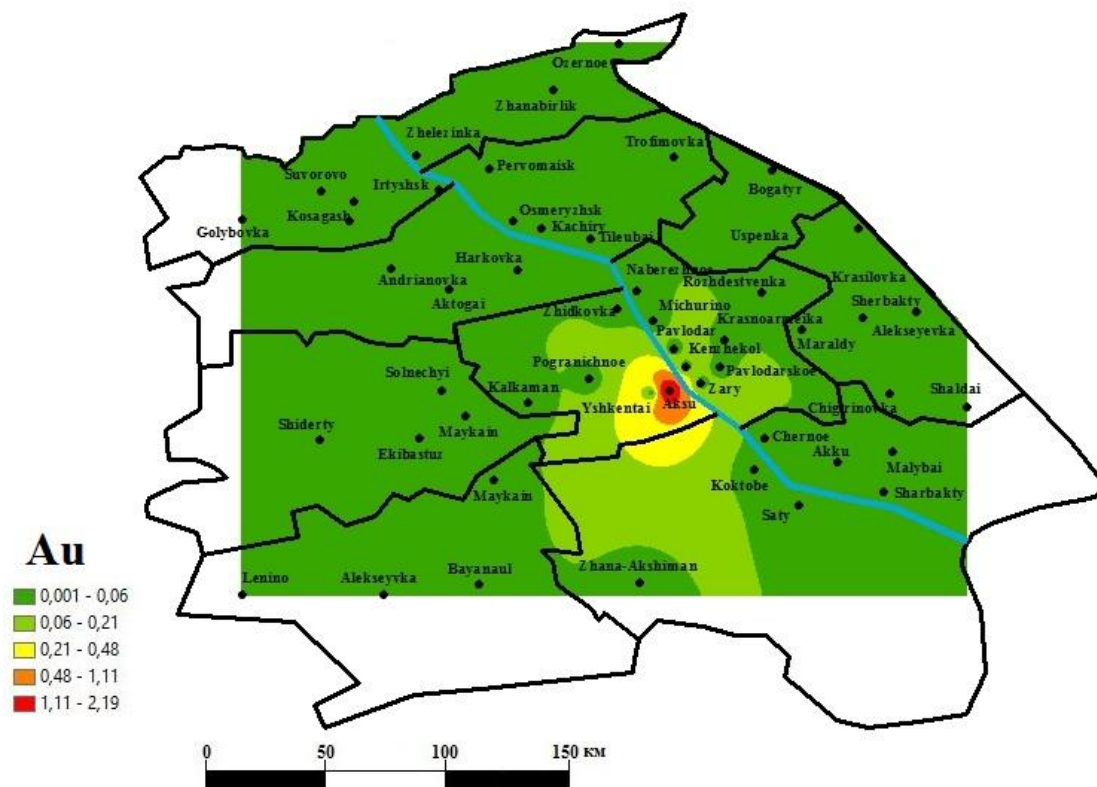 Ozernoe
Zhanabirlik
Zhelezinka
Trofimovka
Pervomaisk
Suvorovo
Irtyshsk
Bogatyr
Kosagash
Osmeryzhsk
Golybovka
Kachiry
Tileubai
Uspenka
Harkovka
Naberezhnoe
Andrianovka
Rozhdestvenka
Krasilovka
Aktogai
Zhidkovka
Michurino
Sherbakty
Krasnoarmeika
Alekseyevka
Pavlodar
Maraldy
Kenzhekol
Pogranichnoe
Solnechyi
Pavlodarskoe
Kalkaman
Zary
Shaldai
Yshkentai
Aksu
Chigirinovka
Shiderty
Maykain
Chernoe
Ekibastuz
Akku
Malybai
Maykain
Koktobe
Sharbakty
Saty
Au
Zhana-Akshiman
Bayanaul
Lenino
Alekseyvka
0,001 - 0,06
0,06 - 0,21
0,21 - 0,48
0,48 - 1,11
1,11 - 2,19
0 50 100 150 км